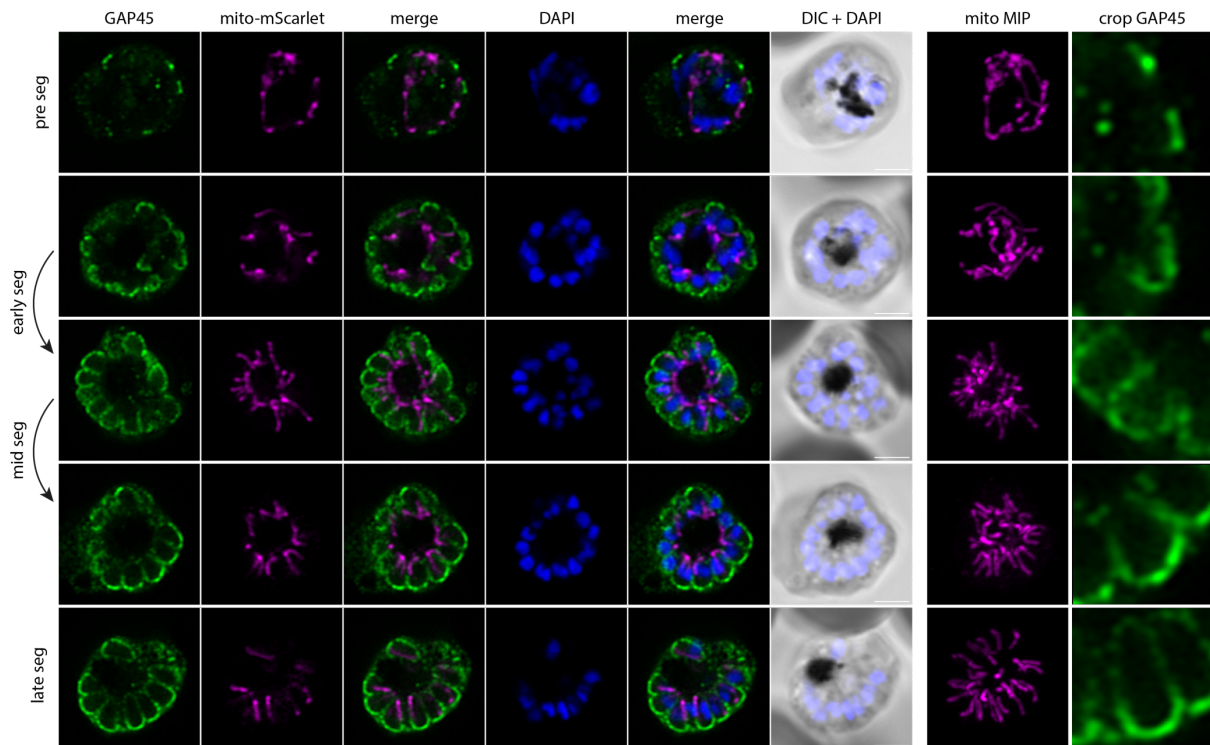 GAP45 mito-mScarlet merge DAPI merge DIC + DAPI mito MIP crop GAP45
pre seg
early seg
mid seg
late seg